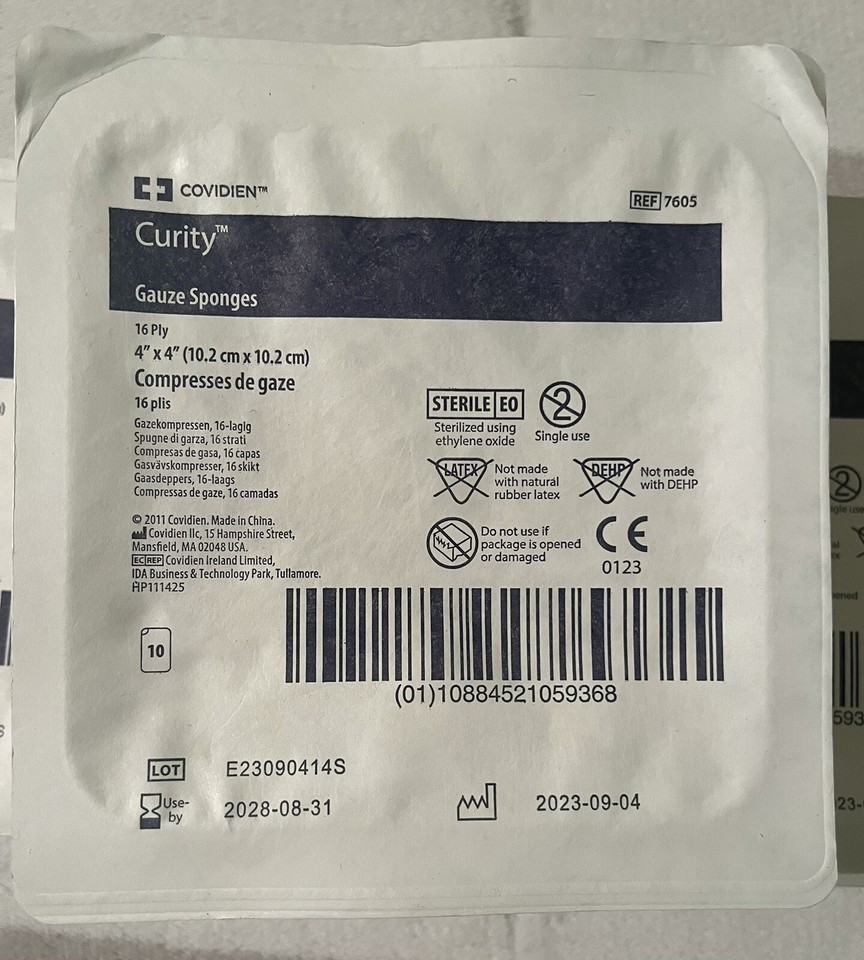 COVIDIEN™
REF 7605
Curity™
Gauze Sponges
16 Ply
4” x 4” (10.2 cm x 10.2 cm)
Compresses de gaze
16 plis
Gazekompressen, 16-lagig
Spugne di garza, 16 strati
Compresas de gasa, 16 capas
Gasvävskompresser, 16 skikt
Gaasdeppers, 16-laags
Compressas de gaze, 16 camadas
© 2011 Covidien. Made in China.
Covidien llc, 15 Hampshire Street,
Mansfield, MA 02048 USA.
EC REP Covidien Ireland Limited,
IDA Business & Technology Park, Tullamore.
HP111425
STERILE EO
Sterilized using
ethylene oxide
2
Single use
LATEX
Not made
with natural
rubber latex
DEHP
Not made
with DEHP
Do not use if
package is opened
or damaged
CE
0123
10
(01)10884521059368
LOT E23090414S
Use-
by
2028-08-31
2023-09-04
2
593
23-